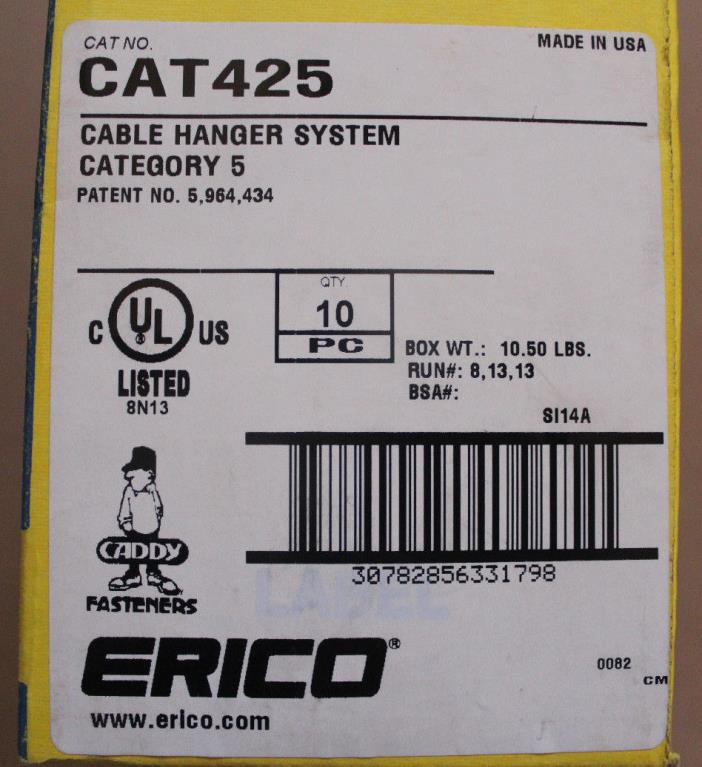 CAT NO.
MADE IN USA
CAT425
CABLE HANGER SYSTEM
CATEGORY 5
PATENT NO. 5,964,434
QTY.
10
PC
C UL® US
LISTED
8N13
BOX WT.: 10.50 LBS.
RUN#: 8,13,13
BSA#:
SI14A
30782856331798
CADDY
FASTENERS
LABEL
ERICO®
www.erico.com
0082
CM